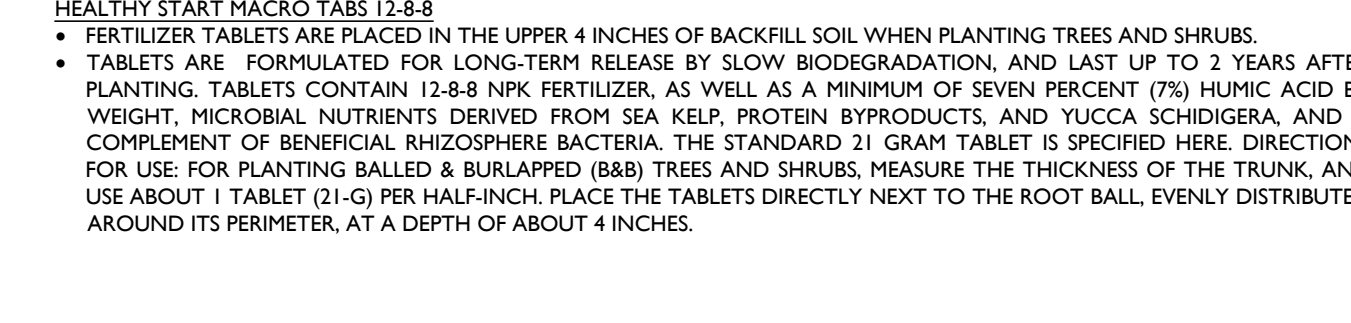 HEALTHY START MACRO TABS 12-8-8
• FERTILIZER TABLETS ARE PLACED IN THE UPPER 4 INCHES OF BACKFILL SOIL WHEN PLANTING TREES AND SHRUBS.
• TABLETS ARE FORMULATED FOR LONG-TERM RELEASE BY SLOW BIODEGRADATION, AND LAST UP TO 2 YEARS AFTE
PLANTING. TABLETS CONTAIN 12-8-8 NPK FERTILIZER, AS WELL AS A MINIMUM OF SEVEN PERCENT (7%) HUMIC ACID B
WEIGHT, MICROBIAL NUTRIENTS DERIVED FROM SEA KELP, PROTEIN BYPRODUCTS, AND YUCCA SCHIDIGERA, AND
COMPLEMENT OF BENEFICIAL RHIZOSPHERE BACTERIA. THE STANDARD 21 GRAM TABLET IS SPECIFIED HERE. DIRECTION
FOR USE: FOR PLANTING BALLED & BURLAPPED (B&B) TREES AND SHRUBS, MEASURE THE THICKNESS OF THE TRUNK, AN
USE ABOUT 1 TABLET (21-G) PER HALF-INCH. PLACE THE TABLETS DIRECTLY NEXT TO THE ROOT BALL, EVENLY DISTRIBUTE
AROUND ITS PERIMETER, AT A DEPTH OF ABOUT 4 INCHES.